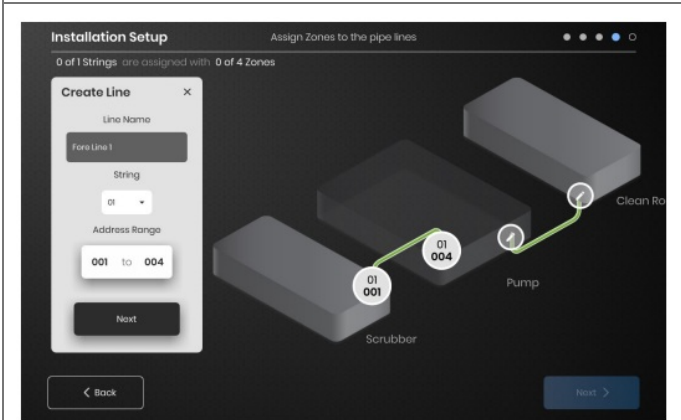 Installation Setup
Assign Zones to the pipe lines
0 of 1 Strings are assigned with 0 of 4 Zones
Create Line ×
Line Name
Fore Line 1
String
01
Address Range
001 to 004
Next
01
001
01
004
Scrubber
Pump
Clean Ro
< Back
Next >